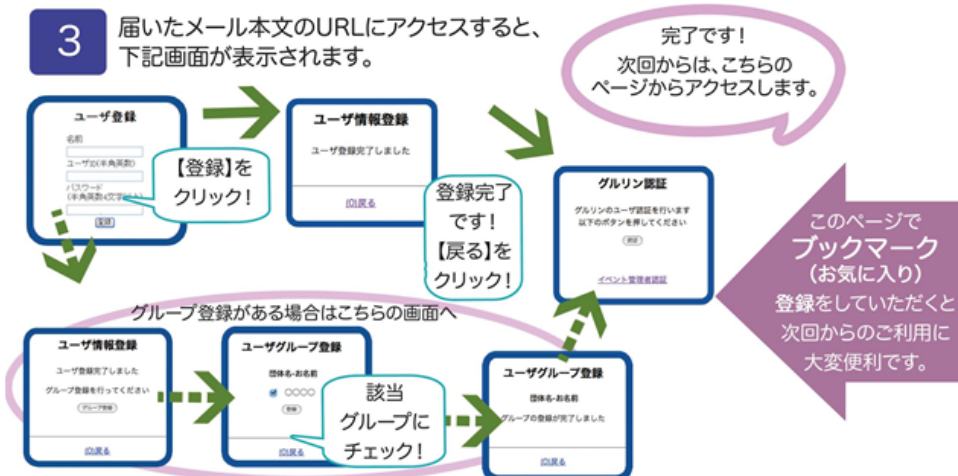 3
届いたメール本文のURLにアクセスすると、
下記画面が表示されます。
完了です！
次回からは、こちらの
ページからアクセスします。
ユーザ登録
名前
ユーザID(半角英数)
パスワード
(半角英数4文字以上)
登録
【登録】を
クリック！
ユーザ情報登録
ユーザ登録完了しました
[0]戻る
登録完了
です！
【戻る】を
クリック！
グルリン認証
グルリンのユーザ認証を行います
以下のボタンを押してください
認証
イベント管理者認証
このページで
ブックマーク
(お気に入り)
登録をしていただくと
次回からのご利用に
大変便利です。
グループ登録がある場合はこちらの画面へ
ユーザ情報登録
ユーザ登録完了しました
グループ登録を行ってください
グループ登録
[0]戻る
ユーザグループ登録
団体名-お名前
○○○○
登録
[0]戻る
該当
グループに
チェック！
ユーザグループ登録
団体名-お名前
グループの登録が完了しました
[0]戻る